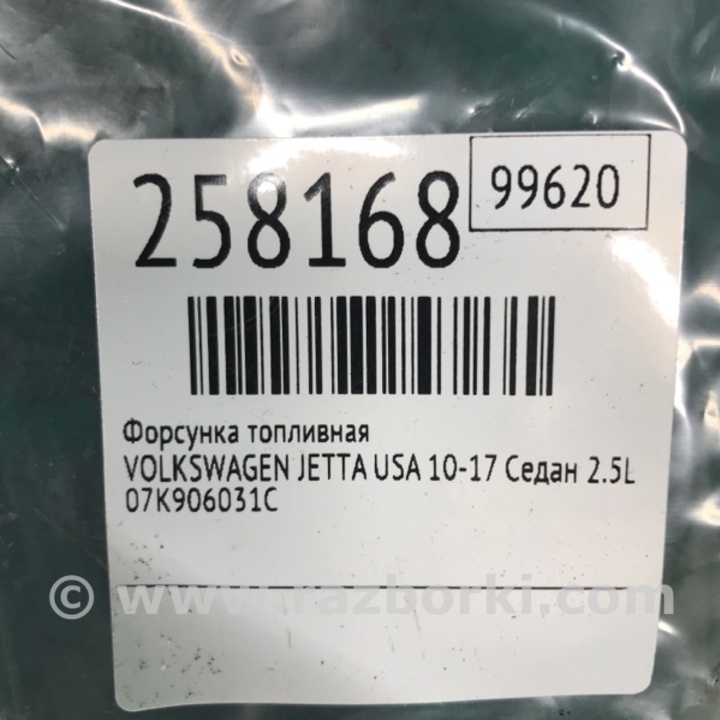 258168
99620
Форсунка топливная
VOLKSWAGEN JETTA USA 10-17 Седан 2.5L
07K906031C
© www.razborki.com